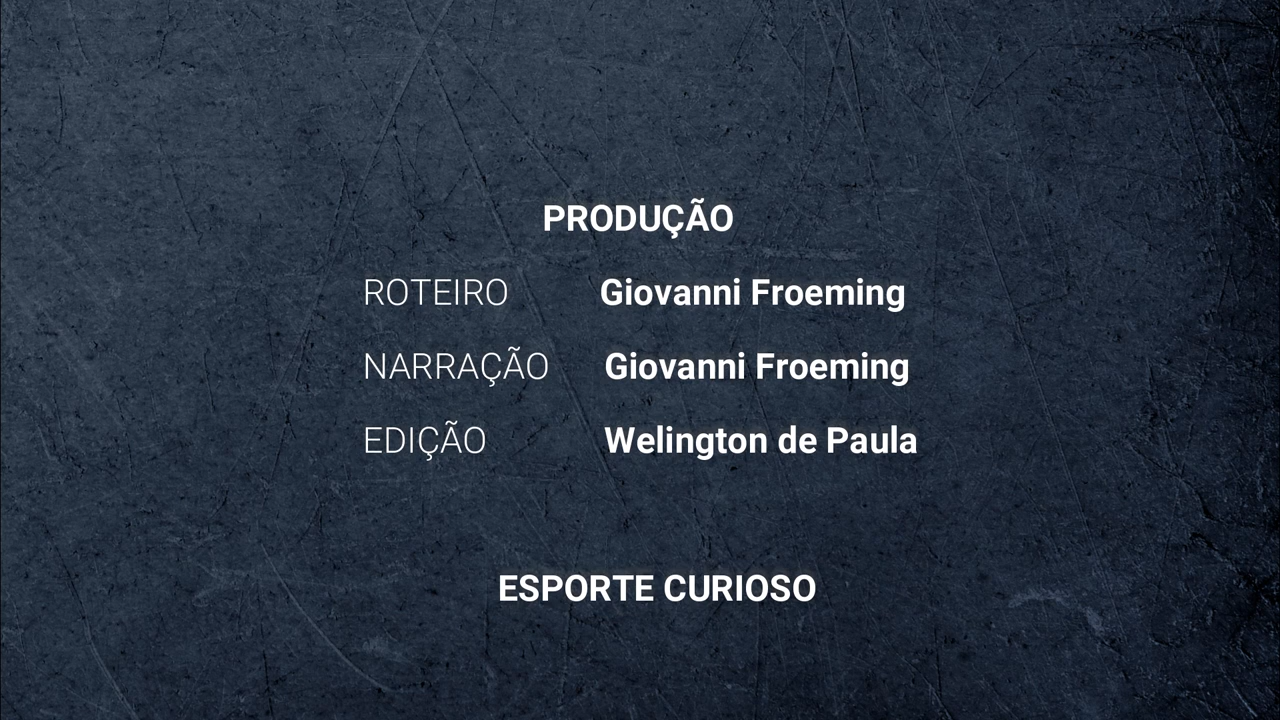 PRODUÇÃO
ROTEIRO Giovanni Froeming
NARRAÇÃO Giovanni Froeming
EDIÇÃO Welington de Paula
ESPORTE CURIOSO